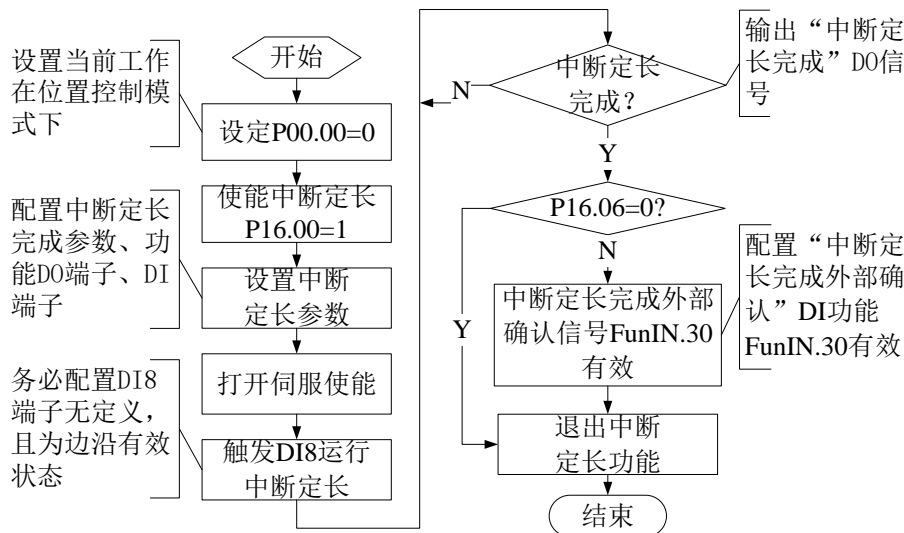 设置当前工作
在位置控制模
式下
开始
设定P00.00=0
使能中断定长
P16.00=1
配置中断定长
完成参数、功
能DO端子、DI
端子
设置中断
定长参数
打开伺服使能
务必配置DI8
端子无定义,
且为边沿有效
状态
触发DI8运行
中断定长
中断定长
完成?
N
Y
输出“中断定
长完成”DO信
号
P16.06=0?
N
Y
中断定长完成外部
确认信号FunIN.30
有效
配置“中断定
长完成外部确
认”DI功能
FunIN.30有效
退出中断
定长功能
结束